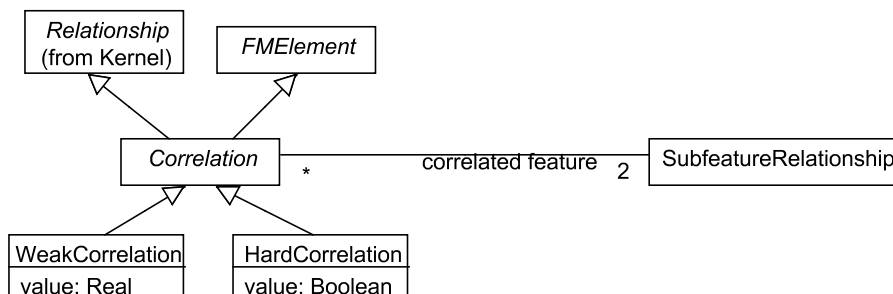 Relationship
(from Kernel)
FMElement
Correlation
*
correlated feature
2
SubfeatureRelationship
WeakCorrelation
value: Real
HardCorrelation
value: Boolean